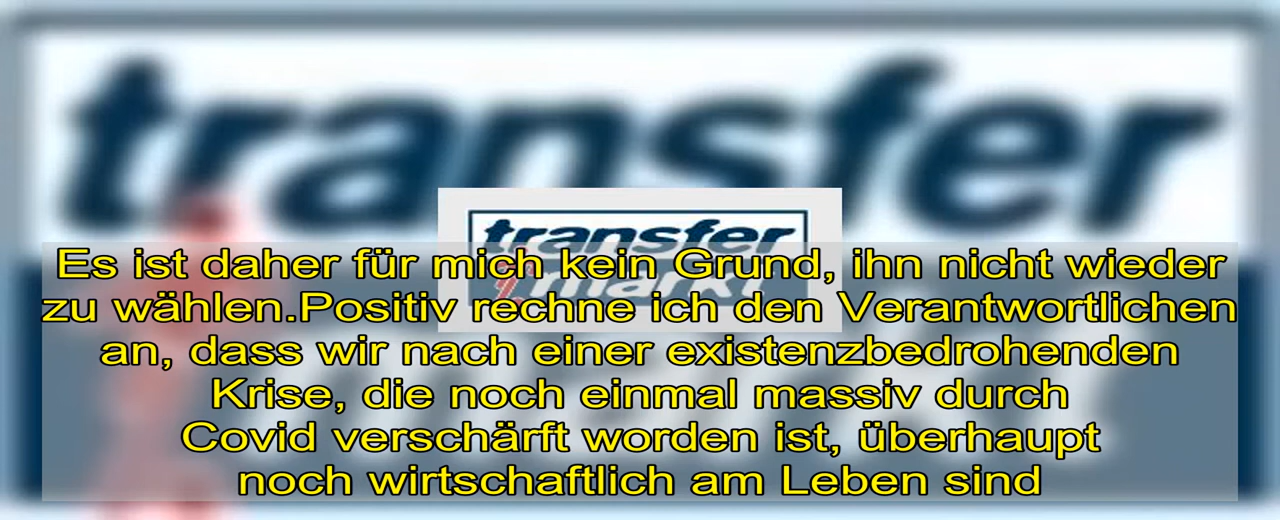 transfer
transfer
markt
Es ist daher für mich kein Grund, ihn nicht wieder
zu wählen.Positiv rechne ich den Verantwortlichen
an, dass wir nach einer existenzbedrohenden
Krise, die noch einmal massiv durch
Covid verschärft worden ist, überhaupt
noch wirtschaftlich am Leben sind